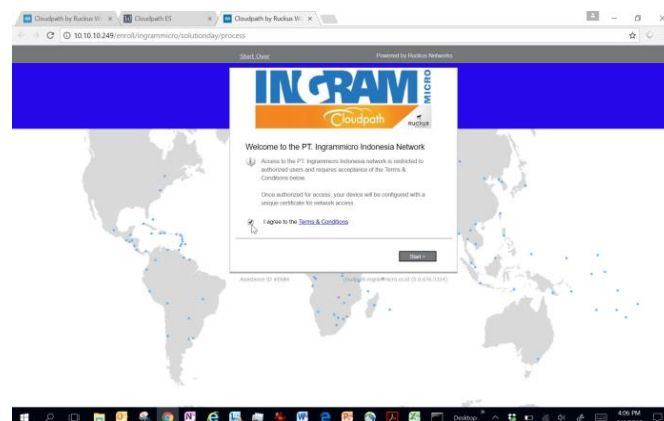 Cloudpath by Ruckus Wi
Cloudpath ES
Cloudpath by Ruckus Wi
10.10.10.249/enroll/ingrammicro/solutionday/process
Start Over
Powered by Ruckus Networks
INGRAM MICRO
Cloudpath
RUCKUS
Welcome to the PT. Ingrammicro Indonesia Network
Access to the PT. Ingrammicro Indonesia network is restricted to
authorized users and requires acceptance of the Terms &
Conditions below.
Once authorized for access, your device will be configured with a
unique certificate for network access.
I agree to the Terms & Conditions
Start >
Desktop
4:06 PM